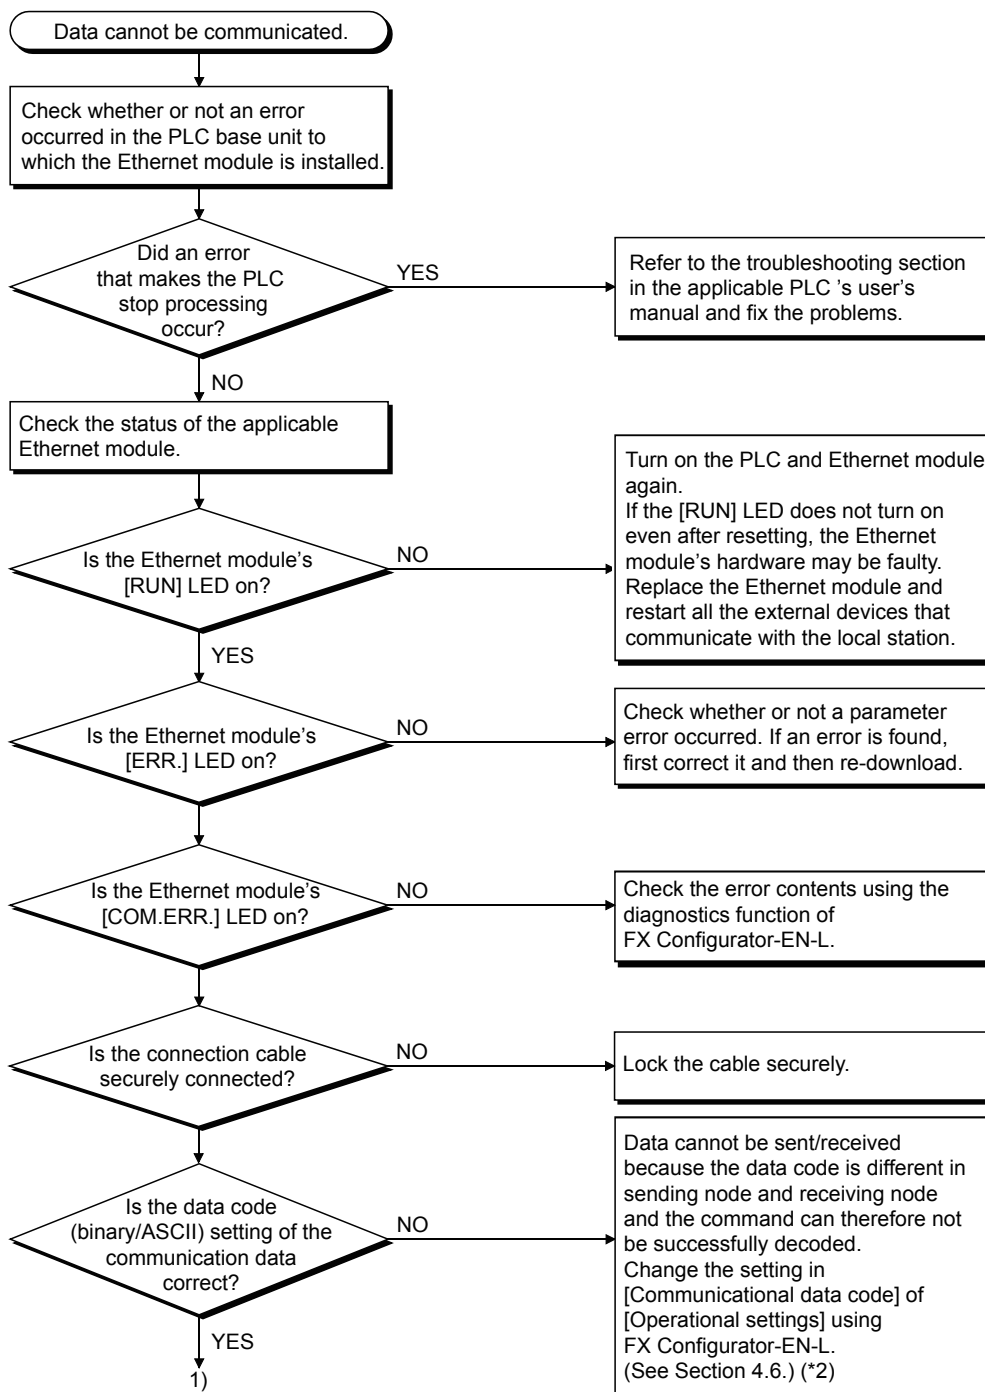 Data cannot be communicated.
Check whether or not an error
occurred in the PLC base unit to
which the Ethernet module is installed.
Did an error
that makes the PLC
stop processing
occur?
YES
Refer to the troubleshooting section
in the applicable PLC 's user's
manual and fix the problems.
NO
Check the status of the applicable
Ethernet module.
Is the Ethernet module's
[RUN] LED on?
NO
Turn on the PLC and Ethernet module
again.
If the [RUN] LED does not turn on
even after resetting, the Ethernet
module's hardware may be faulty.
Replace the Ethernet module and
restart all the external devices that
communicate with the local station.
YES
Is the Ethernet module's
[ERR.] LED on?
NO
Check whether or not a parameter
error occurred. If an error is found,
first correct it and then re-download.
Is the Ethernet module's
[COM.ERR.] LED on?
NO
Check the error contents using the
diagnostics function of
FX Configurator-EN-L.
Is the connection cable
securely connected?
NO
Lock the cable securely.
Is the data code
(binary/ASCII) setting of the
communication data
correct?
NO
Data cannot be sent/received
because the data code is different in
sending node and receiving node
and the command can therefore not
be successfully decoded.
Change the setting in
[Communicational data code] of
[Operational settings] using
FX Configurator-EN-L.
(See Section 4.6.) (*2)
YES
1)